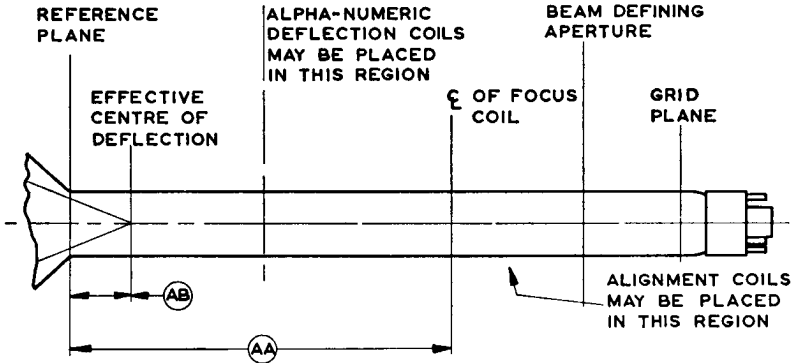 REFERENCE
PLANE
ALPHA-NUMERIC
DEFLECTION COILS
MAY BE PLACED
IN THIS REGION
BEAM DEFINING
APERTURE
EFFECTIVE
CENTRE OF
DEFLECTION
℄ OF FOCUS
COIL
GRID
PLANE
AB
ALIGNMENT COILS
MAY BE PLACED
IN THIS REGION
AA